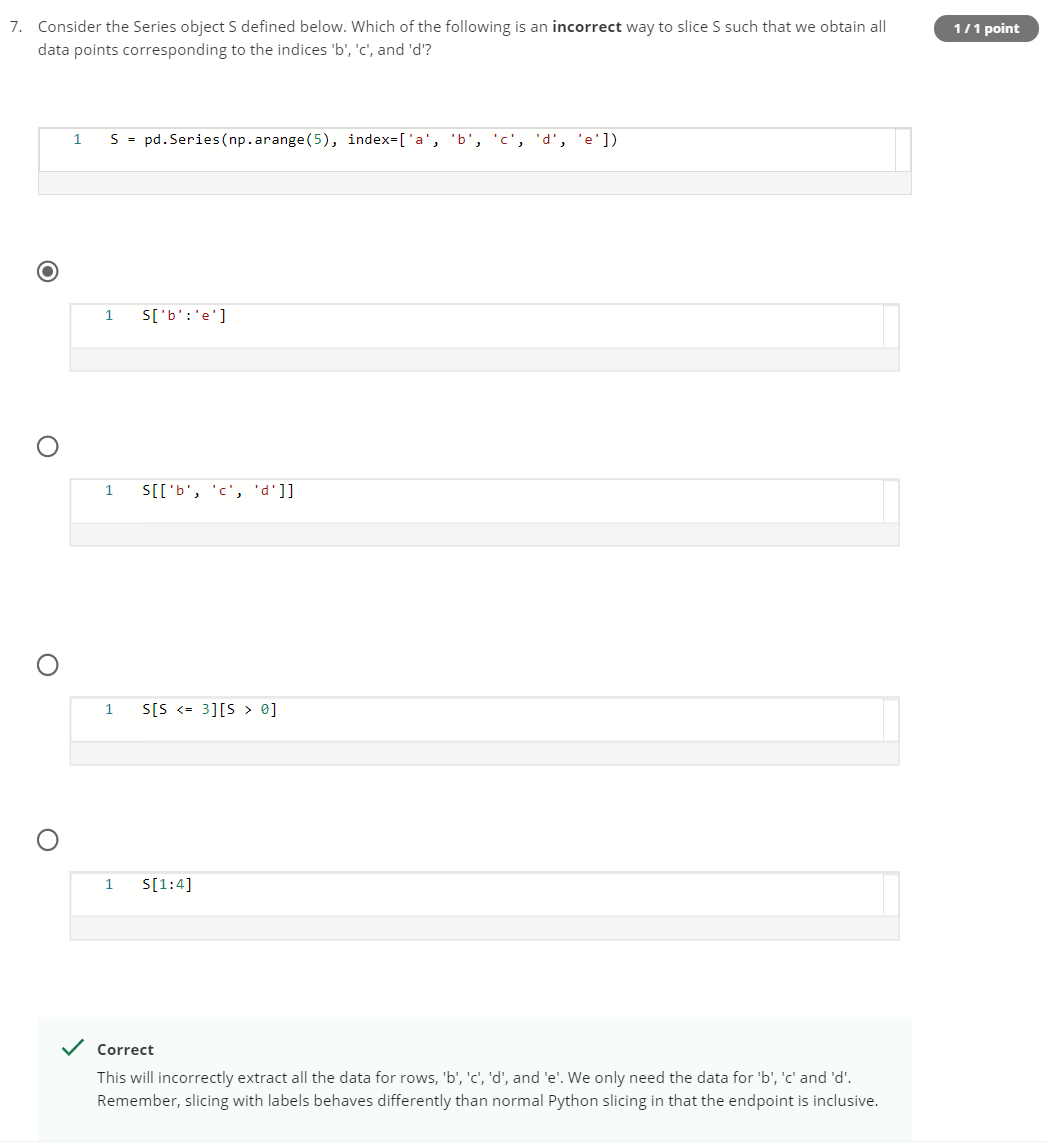 7. Consider the Series object S defined below. Which of the following is an incorrect way to slice S such that we obtain all
data points corresponding to the indices 'b', 'c', and 'd'?
1 / 1 point
1 S = pd.Series(np.arange(5), index=['a', 'b', 'c', 'd', 'e'])
1 S['b':'e']
1 S[['b', 'c', 'd']]
1 S[S <= 3][S > 0]
1 S[1:4]
Correct
This will incorrectly extract all the data for rows, 'b', 'c', 'd', and 'e'. We only need the data for 'b', 'c' and 'd'.
Remember, slicing with labels behaves differently than normal Python slicing in that the endpoint is inclusive.